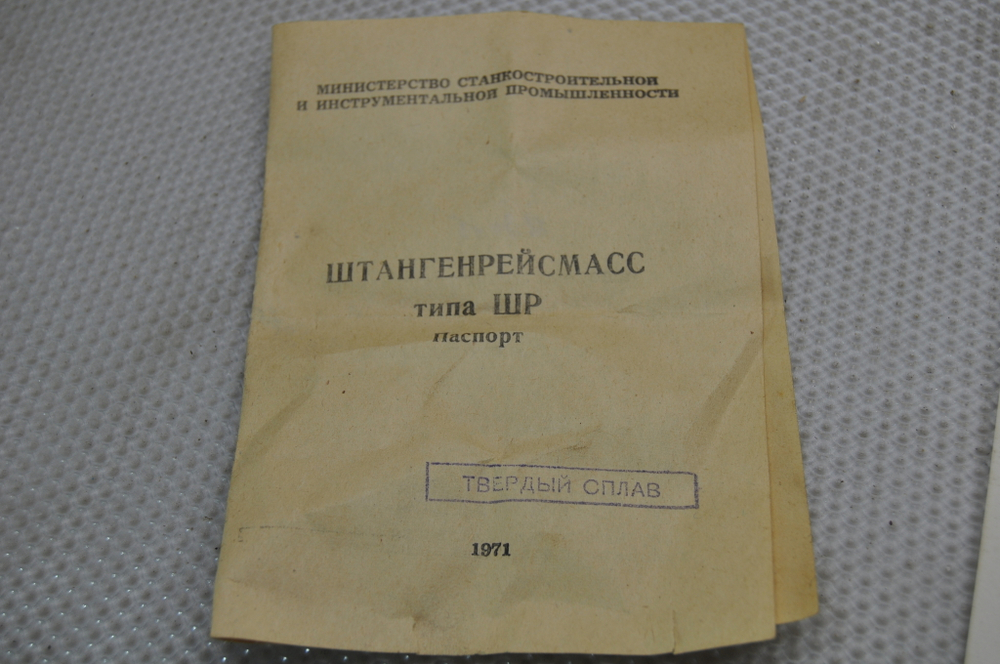 МИНИСТЕРСТВО СТАНКОСТРОИТЕЛЬНОЙ
И ИНСТРУМЕНТАЛЬНОЙ ПРОМЫШЛЕННОСТИ
ШТАНГЕНРЕЙСМАСС
типа ШР
Паспорт
ТВЕРДЫЙ СПЛАВ
1971